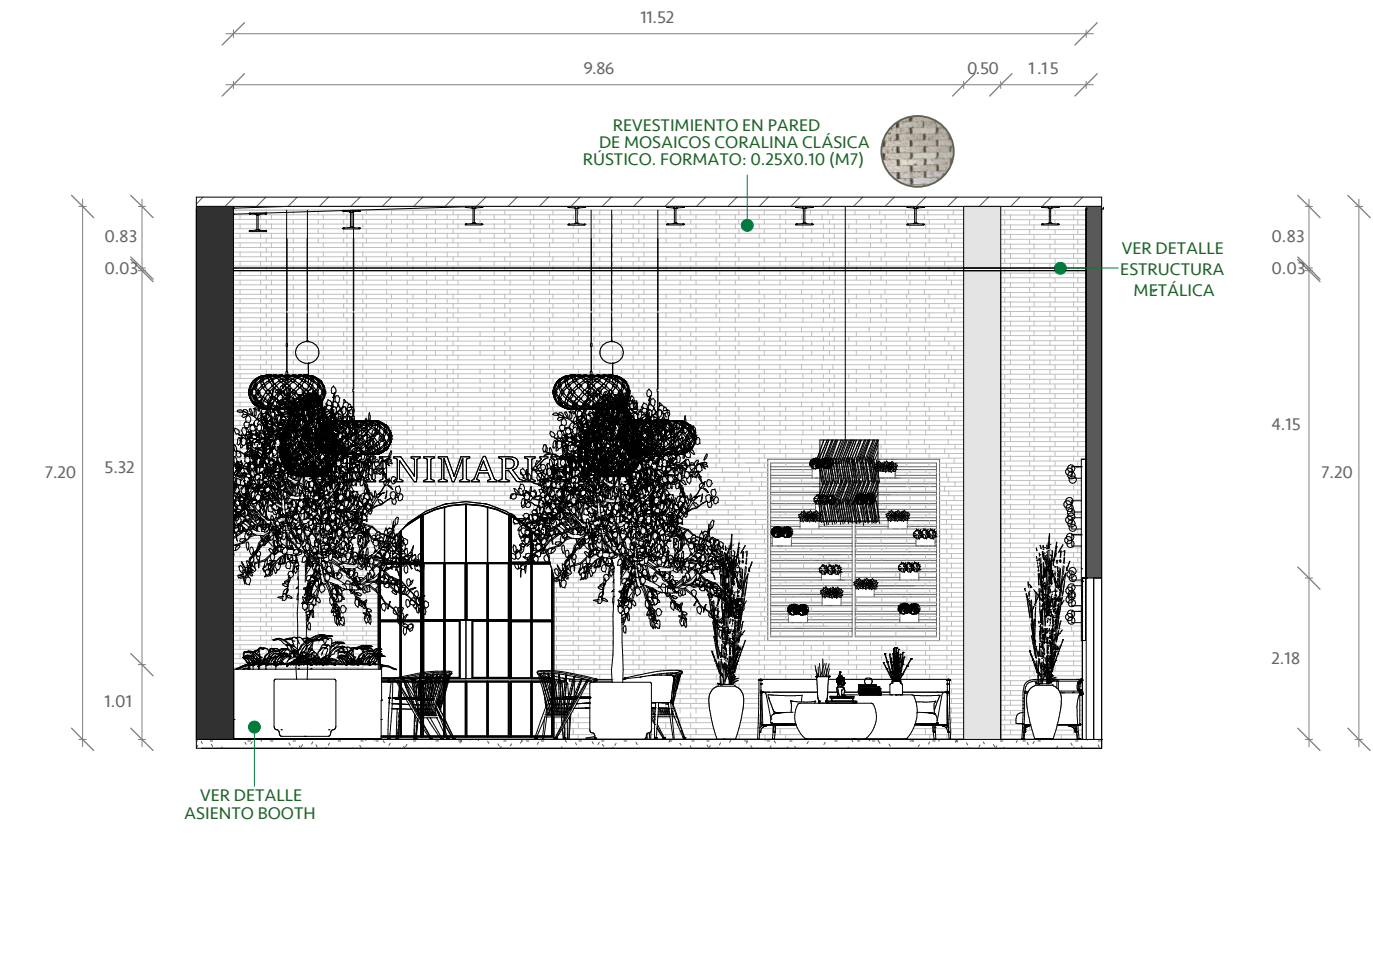 11.52
9.86
0.50
1.15
REVESTIMIENTO EN PARED
DE MOSAICOS CORALINA CLÁSICA
RÚSTICO. FORMATO: 0.25X0.10 (M7)
0.83
0.03
5.32
7.20
1.01
VER DETALLE
ESTRUCTURA
METÁLICA
0.83
0.03
4.15
7.20
2.18
VER DETALLE
ASIENTO BOOTH